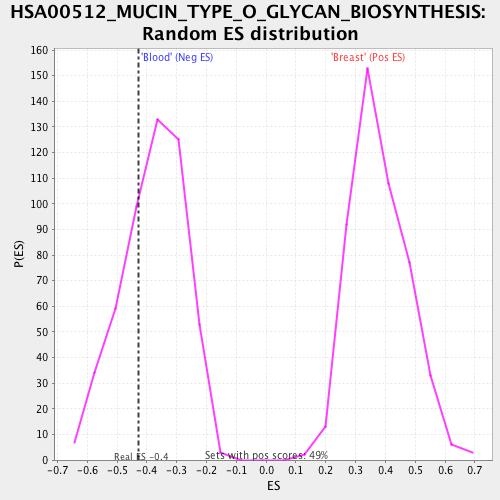 HSA00512_MUCIN_TYPE_O_GLYCAN_BIOSYNTHESIS:
Random ES distribution
'Blood' (Neg ES)
'Breast' (Pos ES)
P(ES)
160
150
140
130
120
110
100
90
80
70
60
50
40
30
20
10
0
Real ES -0.4
Sets with pos scores: 49%
-0.7 -0.6 -0.5 -0.4 -0.3 -0.2 -0.1 0.0 0.1 0.2 0.3 0.4 0.5 0.6 0.7
ES